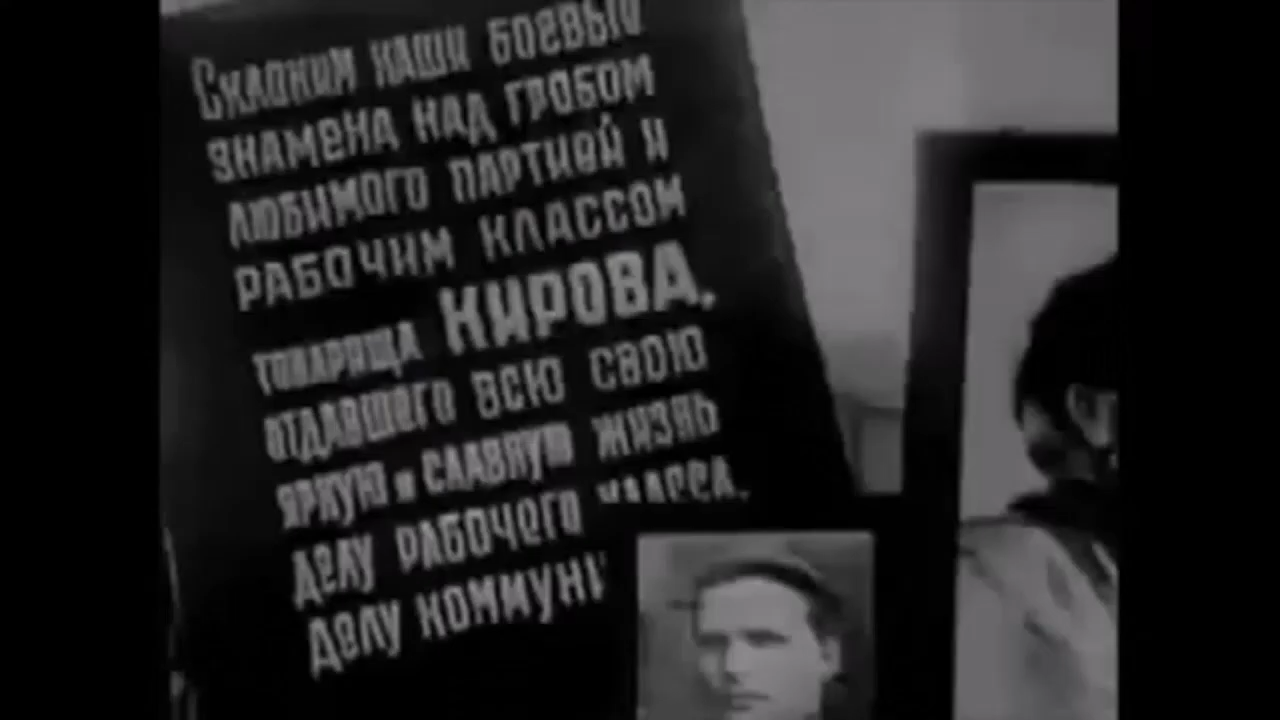 Склоним наши боевые
знамена над гробом
любимого партией и
рабочим классом
товарища КИРОВА,
отдавшего всю свою
яркую и славную жизнь
делу рабочего класса,
делу коммуни